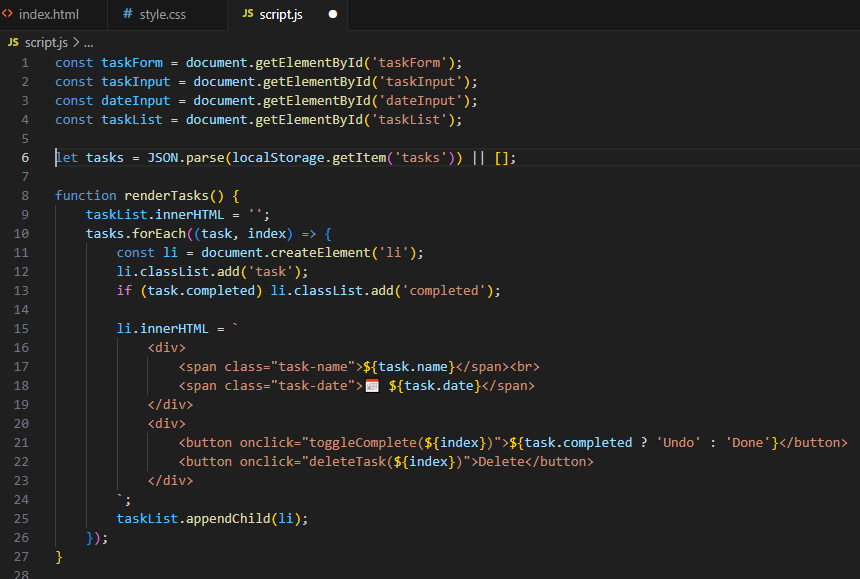 index.html # style.css JS script.js
JS script.js > ...
1 const taskForm = document.getElementById('taskForm');
2 const taskInput = document.getElementById('taskInput');
3 const dateInput = document.getElementById('dateInput');
4 const taskList = document.getElementById('taskList');
5
6 let tasks = JSON.parse(localStorage.getItem('tasks')) || [];
7
8 function renderTasks() {
9     taskList.innerHTML = '';
10     tasks.forEach((task, index) => {
11         const li = document.createElement('li');
12         li.classList.add('task');
13         if (task.completed) li.classList.add('completed');
14
15         li.innerHTML = `
16             <div>
17                 <span class="task-name">${task.name}</span><br>
18                 <span class="task-date">📅 ${task.date}</span>
19             </div>
20             <div>
21                 <button onclick="toggleComplete(${index})">${task.completed ? 'Undo' : 'Done'}</button>
22                 <button onclick="deleteTask(${index})">Delete</button>
23             </div>
24         `;
25         taskList.appendChild(li);
26     });
27 }
28